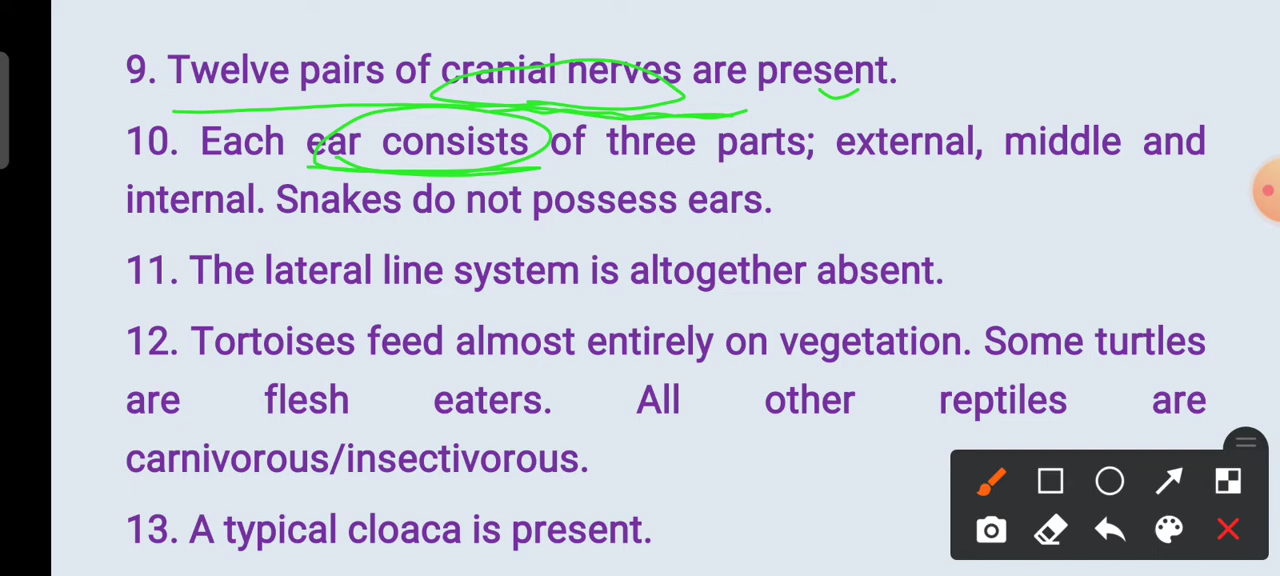 9. Twelve pairs of cranial nerves are present.
10. Each ear consists of three parts; external, middle and
internal. Snakes do not possess ears.
11. The lateral line system is altogether absent.
12. Tortoises feed almost entirely on vegetation. Some turtles
are flesh eaters. All other reptiles are
carnivorous/insectivorous.
13. A typical cloaca is present.